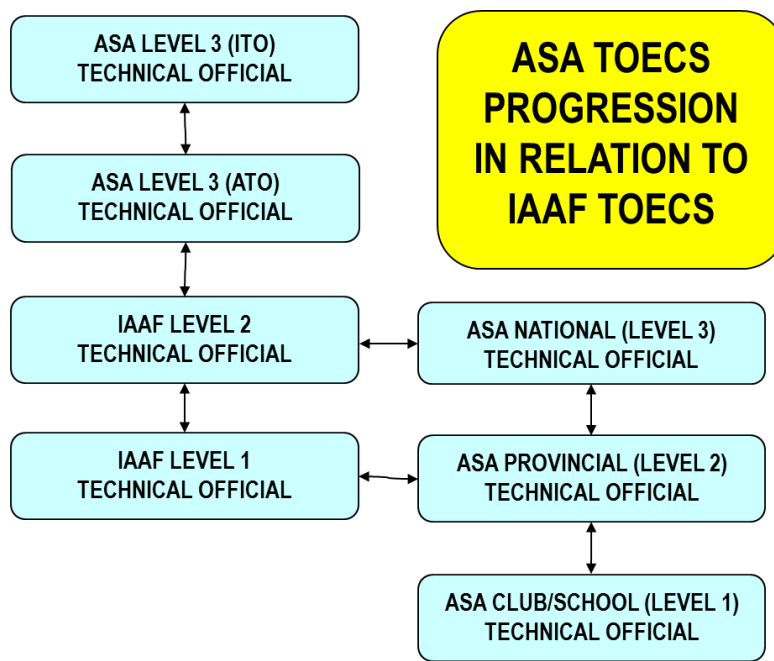 ASA LEVEL 3 (ITO)
TECHNICAL OFFICIAL
ASA TOECS
PROGRESSION
IN RELATION TO
IAAF TOECS
ASA LEVEL 3 (ATO)
TECHNICAL OFFICIAL
IAAF LEVEL 2
TECHNICAL OFFICIAL
ASA NATIONAL (LEVEL 3)
TECHNICAL OFFICIAL
IAAF LEVEL 1
TECHNICAL OFFICIAL
ASA PROVINCIAL (LEVEL 2)
TECHNICAL OFFICIAL
ASA CLUB/SCHOOL (LEVEL 1)
TECHNICAL OFFICIAL